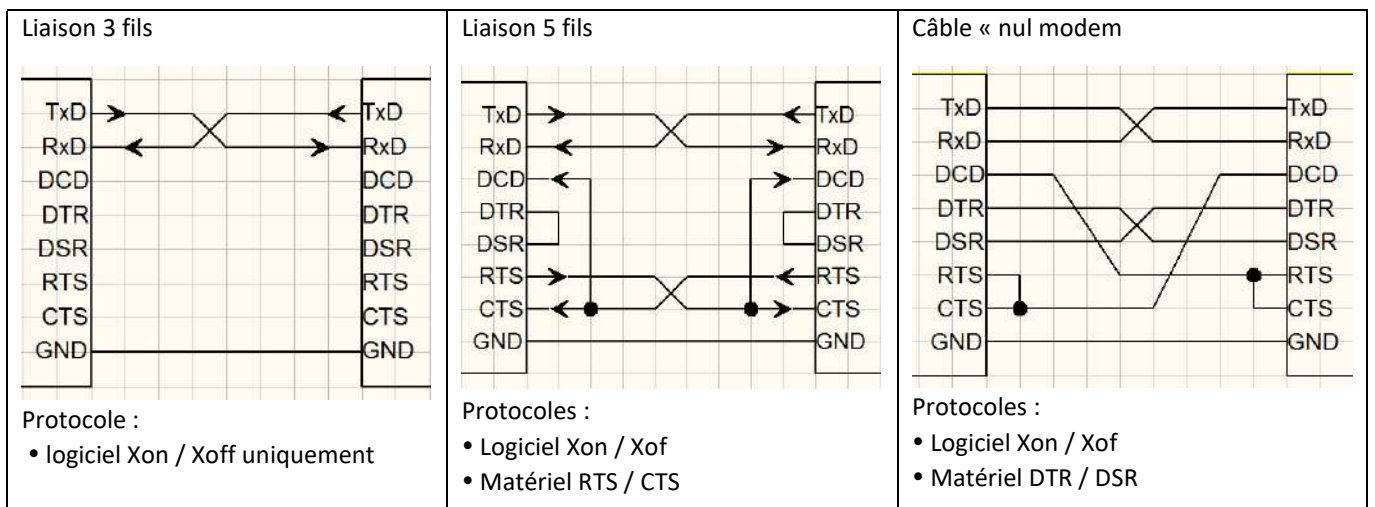 Liaison 3 fils
TxD TxD
RxD RxD
DCD DCD
DTR DTR
DSR DSR
RTS RTS
CTS CTS
GND GND
Protocole :
• logiciel Xon / Xoff uniquement
Liaison 5 fils
TxD TxD
RxD RxD
DCD DCD
DTR DTR
DSR DSR
RTS RTS
CTS CTS
GND GND
Protocoles :
• Logiciel Xon / Xof
• Matériel RTS / CTS
Câble « nul modem
TxD TxD
RxD RxD
DCD DCD
DTR DTR
DSR DSR
RTS RTS
CTS CTS
GND GND
Protocoles :
• Logiciel Xon / Xof
• Matériel DTR / DSR